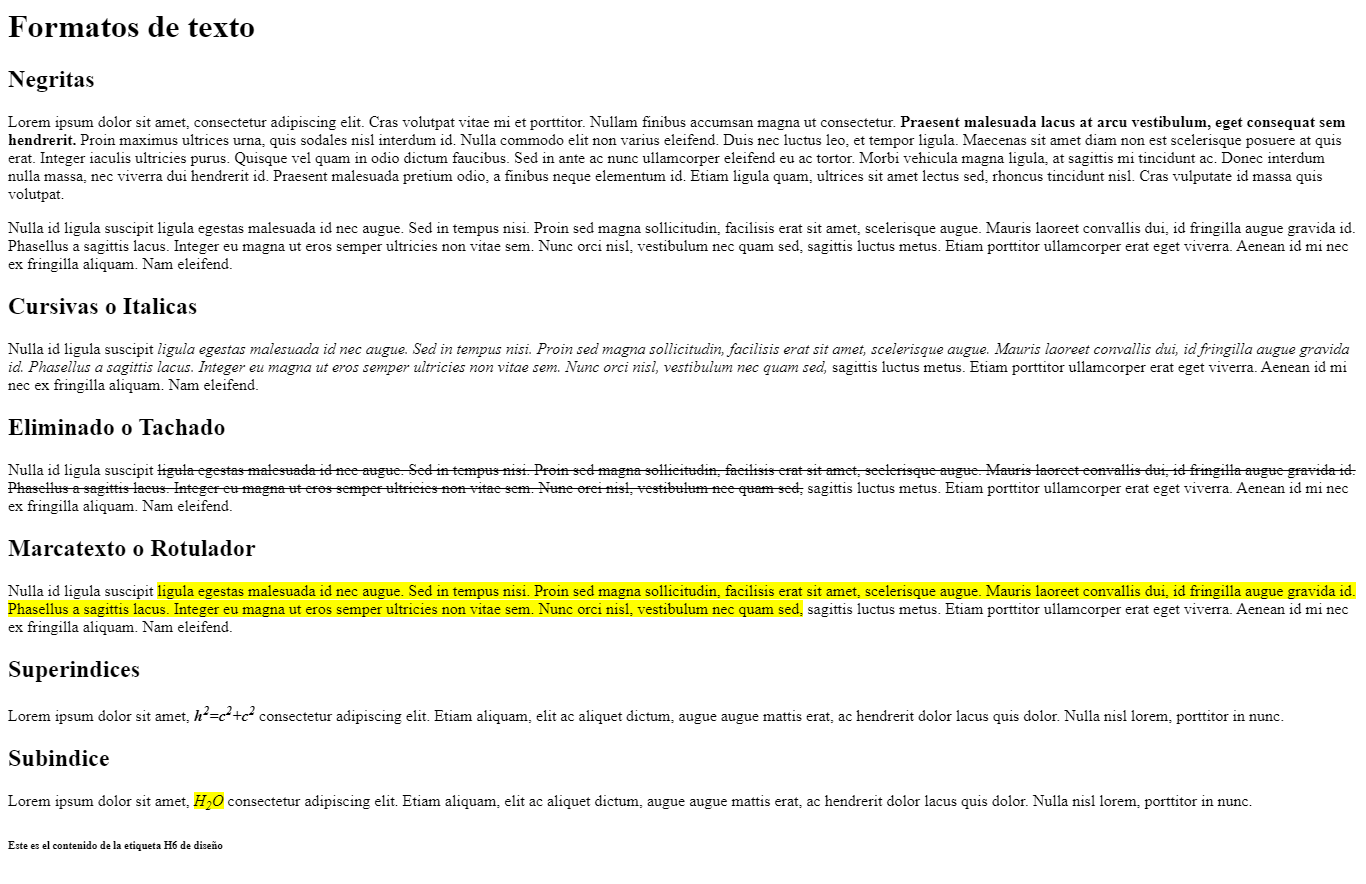 Formatos de texto
Negritas
Lorem ipsum dolor sit amet, consectetur adipiscing elit. Cras volutpat vitae mi et porttitor. Nullam finibus accumsan magna ut consectetur. Praesent malesuada lacus at arcu vestibulum, eget consequat sem
hendrerit. Proin maximus ultrices urna, quis sodales nisl interdum id. Nulla commodo elit non varius eleifend. Duis nec luctus leo, et tempor ligula. Maecenas sit amet diam non est scelerisque posuere at quis
erat. Integer iaculis ultricies purus. Quisque vel quam in odio dictum faucibus. Sed in ante ac nunc ullamcorper eleifend eu ac tortor. Morbi vehicula magna ligula, at sagittis mi tincidunt ac. Donec interdum
nulla massa, nec viverra dui hendrerit id. Praesent malesuada pretium odio, a finibus neque elementum id. Etiam ligula quam, ultrices sit amet lectus sed, rhoncus tincidunt nisl. Cras vulputate id massa quis
volutpat.
Nulla id ligula suscipit ligula egestas malesuada id nec augue. Sed in tempus nisi. Proin sed magna sollicitudin, facilisis erat sit amet, scelerisque augue. Mauris laoreet convallis dui, id fringilla augue gravida id.
Phasellus a sagittis lacus. Integer eu magna ut eros semper ultricies non vitae sem. Nunc orci nisl, vestibulum nec quam sed, sagittis luctus metus. Etiam porttitor ullamcorper erat eget viverra. Aenean id mi nec
ex fringilla aliquam. Nam eleifend.
Cursivas o Italicas
Nulla id ligula suscipit ligula egestas malesuada id nec augue. Sed in tempus nisi. Proin sed magna sollicitudin, facilisis erat sit amet, scelerisque augue. Mauris laoreet convallis dui, id fringilla augue gravida
id. Phasellus a sagittis lacus. Integer eu magna ut eros semper ultricies non vitae sem. Nunc orci nisl, vestibulum nec quam sed, sagittis luctus metus. Etiam porttitor ullamcorper erat eget viverra. Aenean id mi
nec ex fringilla aliquam. Nam eleifend.
Eliminado o Tachado
Nulla id ligula suscipit ligula egestas malesuada id nec augue. Sed in tempus nisi. Proin sed magna sollicitudin, facilisis erat sit amet, scelerisque augue. Mauris laoreet convallis dui, id fringilla augue gravida id.
Phasellus a sagittis lacus. Integer eu magna ut eros semper ultricies non vitae sem. Nunc orci nisl, vestibulum nec quam sed, sagittis luctus metus. Etiam porttitor ullamcorper erat eget viverra. Aenean id mi nec
ex fringilla aliquam. Nam eleifend.
Marcatexto o Rotulador
Nulla id ligula suscipit ligula egestas malesuada id nec augue. Sed in tempus nisi. Proin sed magna sollicitudin, facilisis erat sit amet, scelerisque augue. Mauris laoreet convallis dui, id fringilla augue gravida id.
Phasellus a sagittis lacus. Integer eu magna ut eros semper ultricies non vitae sem. Nunc orci nisl, vestibulum nec quam sed, sagittis luctus metus. Etiam porttitor ullamcorper erat eget viverra. Aenean id mi nec
ex fringilla aliquam. Nam eleifend.
Superindices
Lorem ipsum dolor sit amet, h²=c²+c² consectetur adipiscing elit. Etiam aliquam, elit ac aliquet dictum, augue augue mattis erat, ac hendrerit dolor lacus quis dolor. Nulla nisl lorem, porttitor in nunc.
Subindice
Lorem ipsum dolor sit amet, H₂O consectetur adipiscing elit. Etiam aliquam, elit ac aliquet dictum, augue augue mattis erat, ac hendrerit dolor lacus quis dolor. Nulla nisl lorem, porttitor in nunc.
Este es el contenido de la etiqueta H6 de diseño